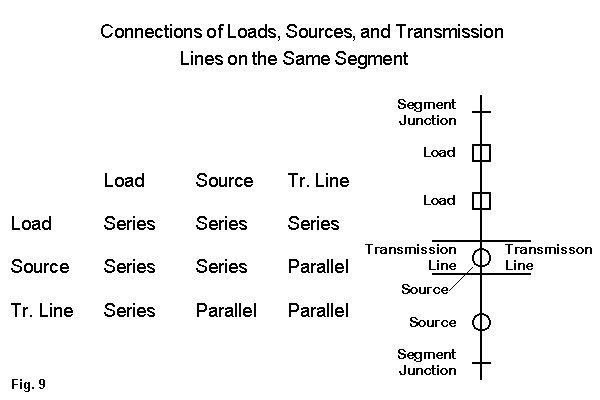 Connections of Loads, Sources, and Transmission
Lines on the Same Segment
Load Source Tr. Line
Load Series Series Series
Source Series Series Parallel
Tr. Line Series Parallel Parallel
Segment
Junction
Load
Load
Transmission
Line
Transmisson
Line
Source
Source
Segment
Junction
Fig. 9